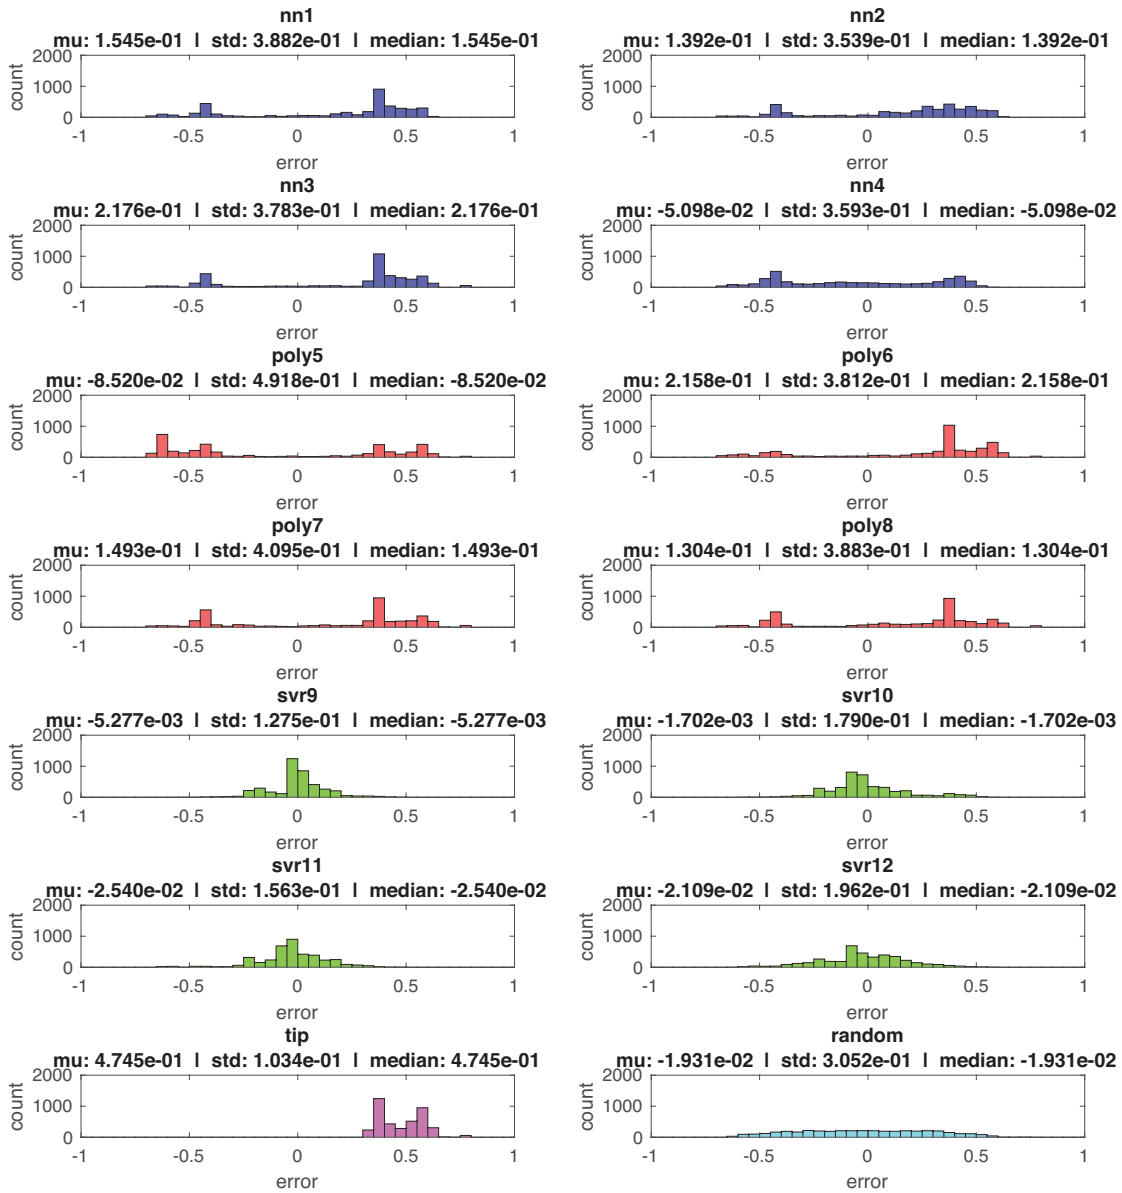 nn1
mu: 1.545e-01 | std: 3.882e-01 | median: 1.545e-01
2000
1000
0
count
-1 -0.5 0 0.5 1
error
nn2
mu: 1.392e-01 | std: 3.539e-01 | median: 1.392e-01
2000
1000
0
count
-1 -0.5 0 0.5 1
error
nn3
mu: 2.176e-01 | std: 3.783e-01 | median: 2.176e-01
2000
1000
0
count
-1 -0.5 0 0.5 1
error
nn4
mu: -5.098e-02 | std: 3.593e-01 | median: -5.098e-02
2000
1000
0
count
-1 -0.5 0 0.5 1
error
poly5
mu: -8.520e-02 | std: 4.918e-01 | median: -8.520e-02
2000
1000
0
count
-1 -0.5 0 0.5 1
error
poly6
mu: 2.158e-01 | std: 3.812e-01 | median: 2.158e-01
2000
1000
0
count
-1 -0.5 0 0.5 1
error
poly7
mu: 1.493e-01 | std: 4.095e-01 | median: 1.493e-01
2000
1000
0
count
-1 -0.5 0 0.5 1
error
poly8
mu: 1.304e-01 | std: 3.883e-01 | median: 1.304e-01
2000
1000
0
count
-1 -0.5 0 0.5 1
error
svr9
mu: -5.277e-03 | std: 1.275e-01 | median: -5.277e-03
2000
1000
0
count
-1 -0.5 0 0.5 1
error
svr10
mu: -1.702e-03 | std: 1.790e-01 | median: -1.702e-03
2000
1000
0
count
-1 -0.5 0 0.5 1
error
svr11
mu: -2.540e-02 | std: 1.563e-01 | median: -2.540e-02
2000
1000
0
count
-1 -0.5 0 0.5 1
error
svr12
mu: -2.109e-02 | std: 1.962e-01 | median: -2.109e-02
2000
1000
0
count
-1 -0.5 0 0.5 1
error
tip
mu: 4.745e-01 | std: 1.034e-01 | median: 4.745e-01
2000
1000
0
count
-1 -0.5 0 0.5 1
error
random
mu: -1.931e-02 | std: 3.052e-01 | median: -1.931e-02
2000
1000
0
count
-1 -0.5 0 0.5 1
error